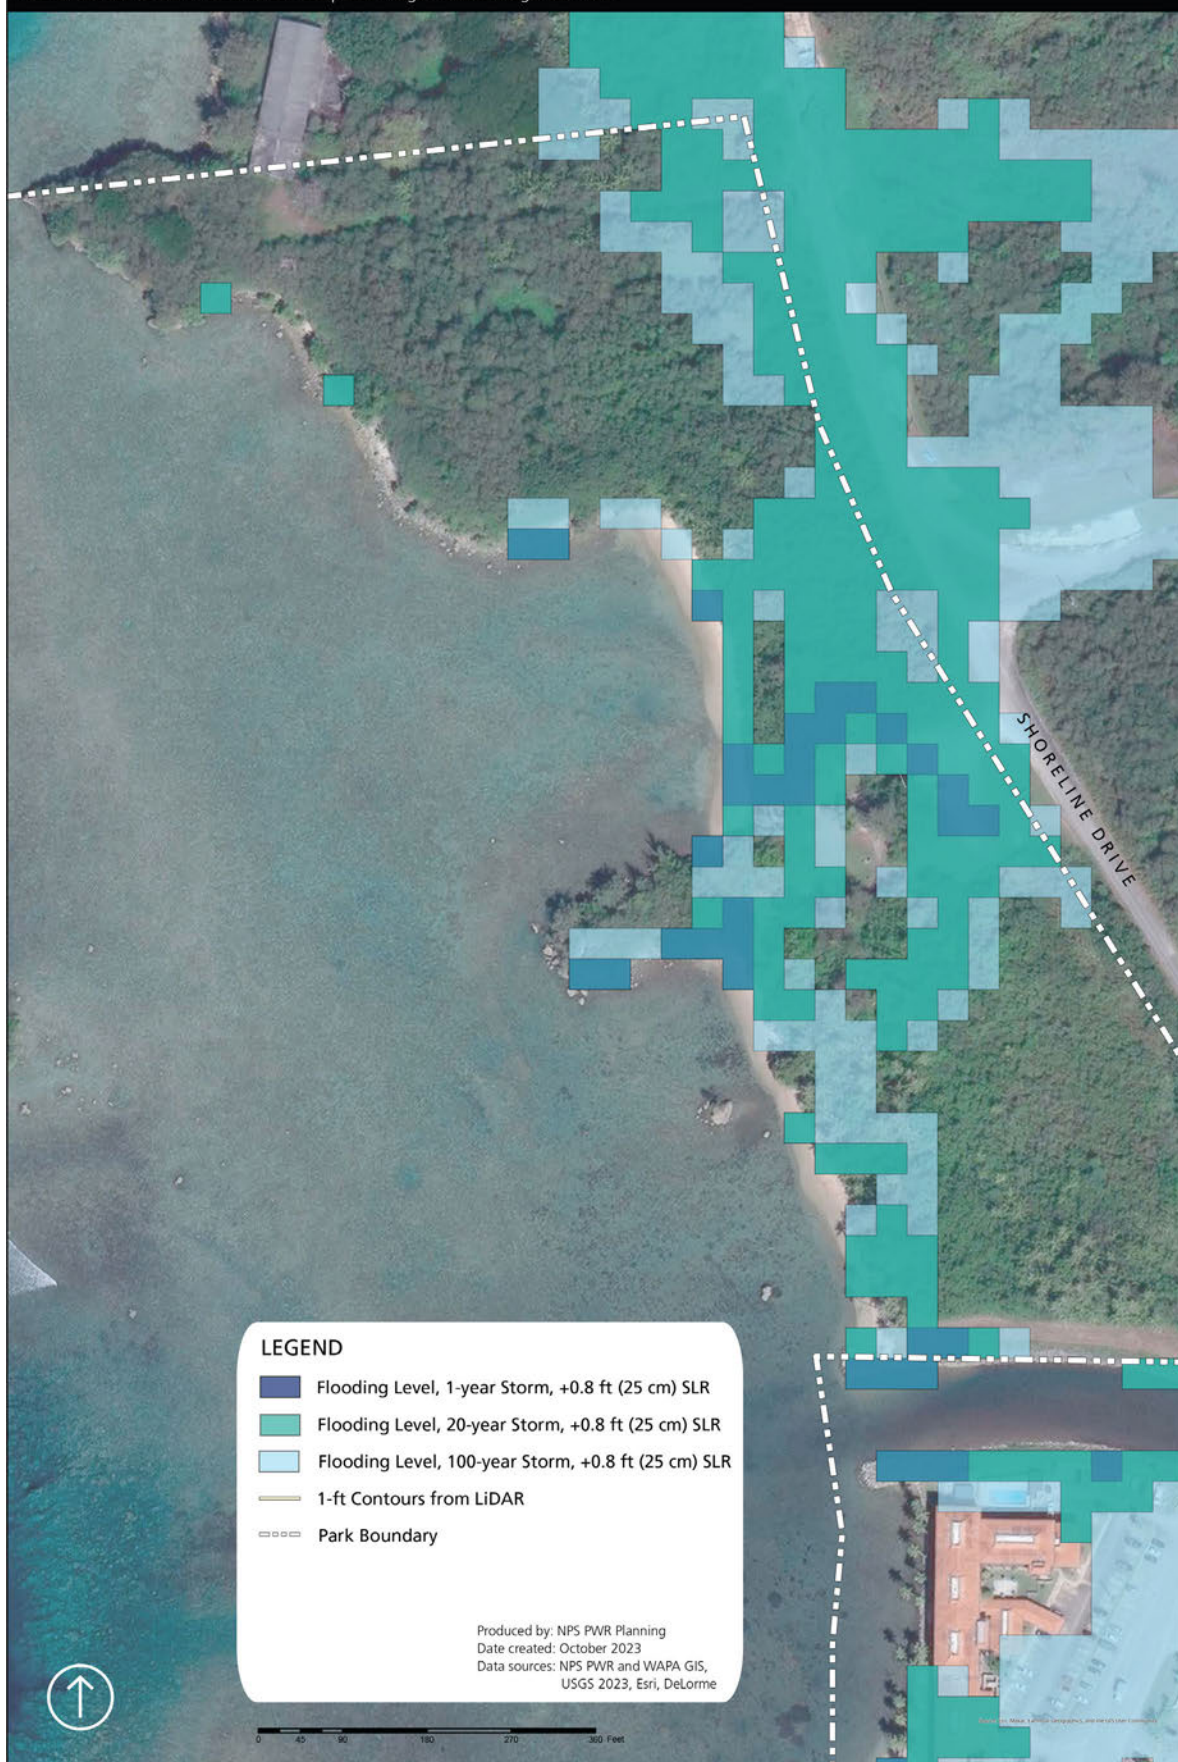 SHORELINE DRIVE
LEGEND
Flooding Level, 1-year Storm, +0.8 ft (25 cm) SLR
Flooding Level, 20-year Storm, +0.8 ft (25 cm) SLR
Flooding Level, 100-year Storm, +0.8 ft (25 cm) SLR
1-ft Contours from LiDAR
Park Boundary
Produced by: NPS PWR Planning
Date created: October 2023
Data sources: NPS PWR and WAPA GIS,
USGS 2023, Esri, DeLorme
0 45 90 180 270 360 Feet